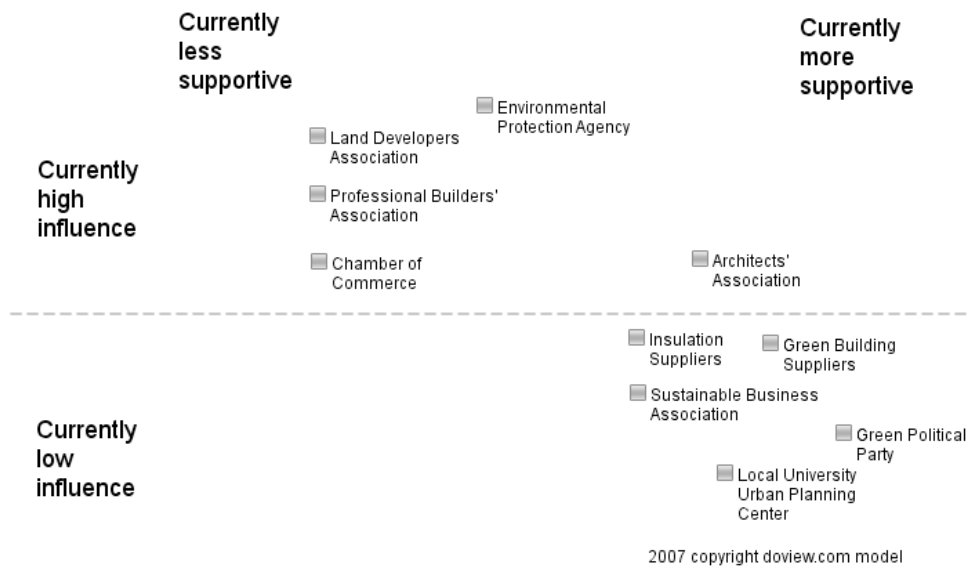 Currently
less
supportive
Currently
more
supportive
Environmental
Protection Agency
Land Developers
Association
Currently
high
influence
Professional Builders'
Association
Chamber of
Commerce
Architects'
Association
Insulation
Suppliers
Green Building
Suppliers
Sustainable Business
Association
Currently
low
influence
Green Political
Party
Local University
Urban Planning
Center
2007 copyright doview.com model